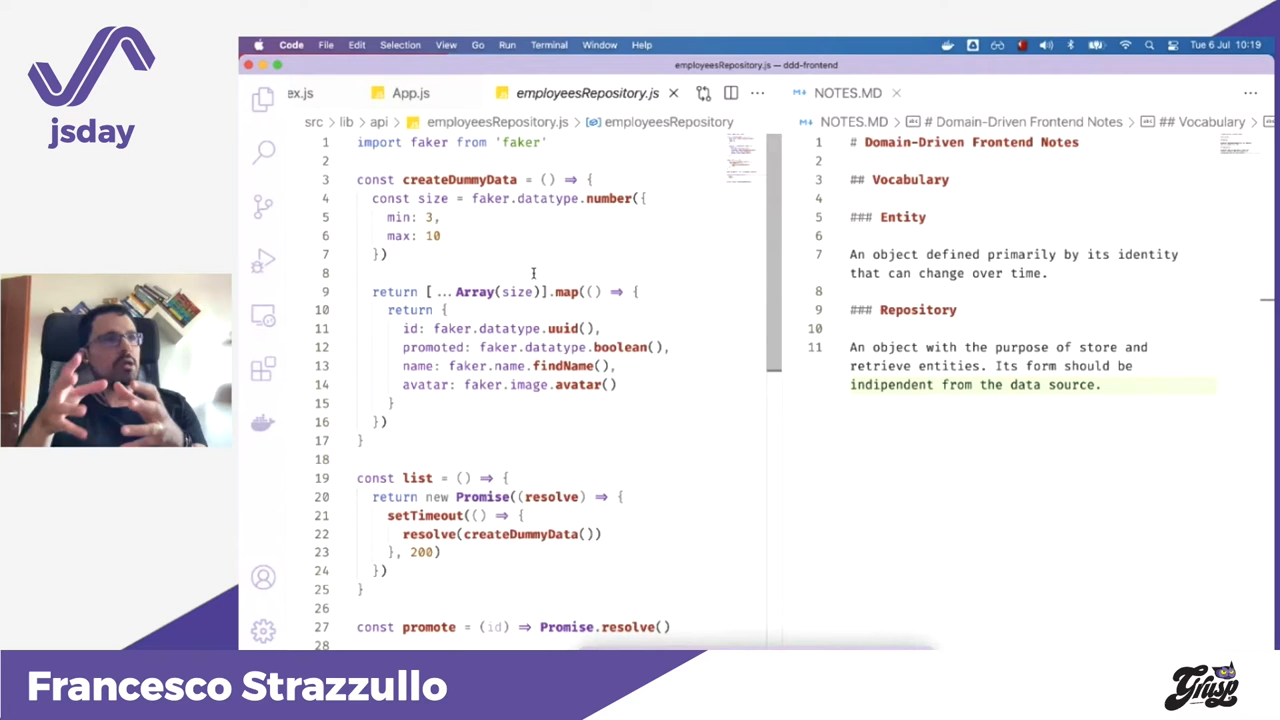 jsday
Code File Edit Selection View Go Run Terminal Window Help
Tue 6 Jul 10:19
employeesRepository.js — ddd-frontend
ex.js
App.js
employeesRepository.js
NOTES.MD
src > lib > api > employeesRepository.js > employeesRepository
NOTES.MD > # Domain-Driven Frontend Notes > ## Vocabulary >
1 import faker from 'faker'
2
3 const createDummyData = () ⇒ {
4 const size = faker.datatype.number({
5 min: 3,
6 max: 10
7 })
8
9 return [...Array(size)].map(() ⇒ {
10 return {
11 id: faker.datatype.uuid(),
12 promoted: faker.datatype.boolean(),
13 name: faker.name.findName(),
14 avatar: faker.image.avatar()
15 }
16 })
17 }
18
19 const list = () ⇒ {
20 return new Promise((resolve) ⇒ {
21 setTimeout(() ⇒ {
22 resolve(createDummyData())
23 }, 200)
24 })
25 }
26
27 const promote = (id) ⇒ Promise.resolve()
28
1 # Domain-Driven Frontend Notes
2
3 ## Vocabulary
4
5 ### Entity
6
7 An object defined primarily by its identity
that can change over time.
8
9 ### Repository
10
11 An object with the purpose of store and
retrieve entities. Its form should be
indipendent from the data source.
Francesco Strazzullo
Grusp